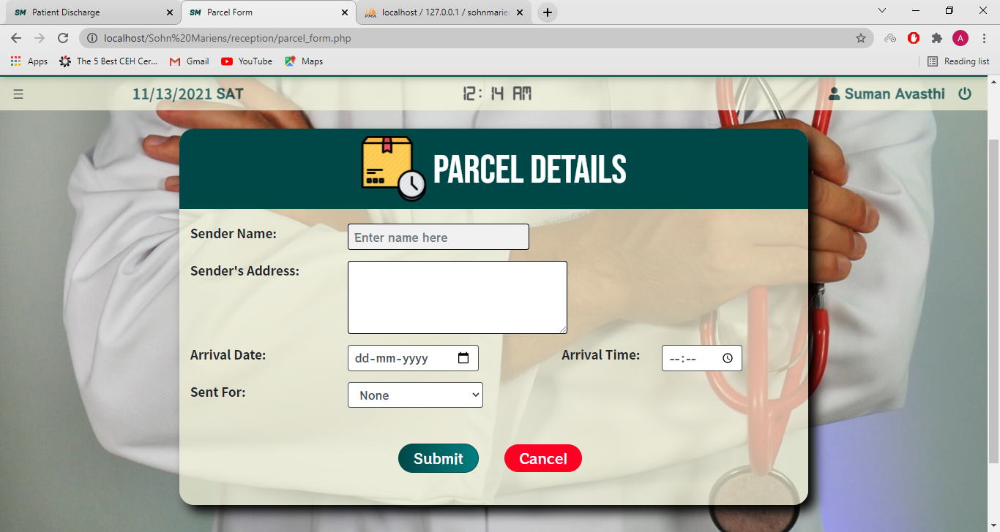 SM Patient Discharge
SM Parcel Form
PMA localhost / 127.0.0.1 / sohnmarie
localhost/Sohn%20Mariens/reception/parcel_form.php
A
Apps
The 5 Best CEH Cer...
Gmail
YouTube
Maps
Reading list
11/13/2021 SAT
12: 14 AM
Suman Avasthi
PARCEL DETAILS
Sender Name:
Enter name here
Sender's Address:
Arrival Date:
dd-mm-yyyy
Arrival Time:
--:--
Sent For:
None
Submit
Cancel